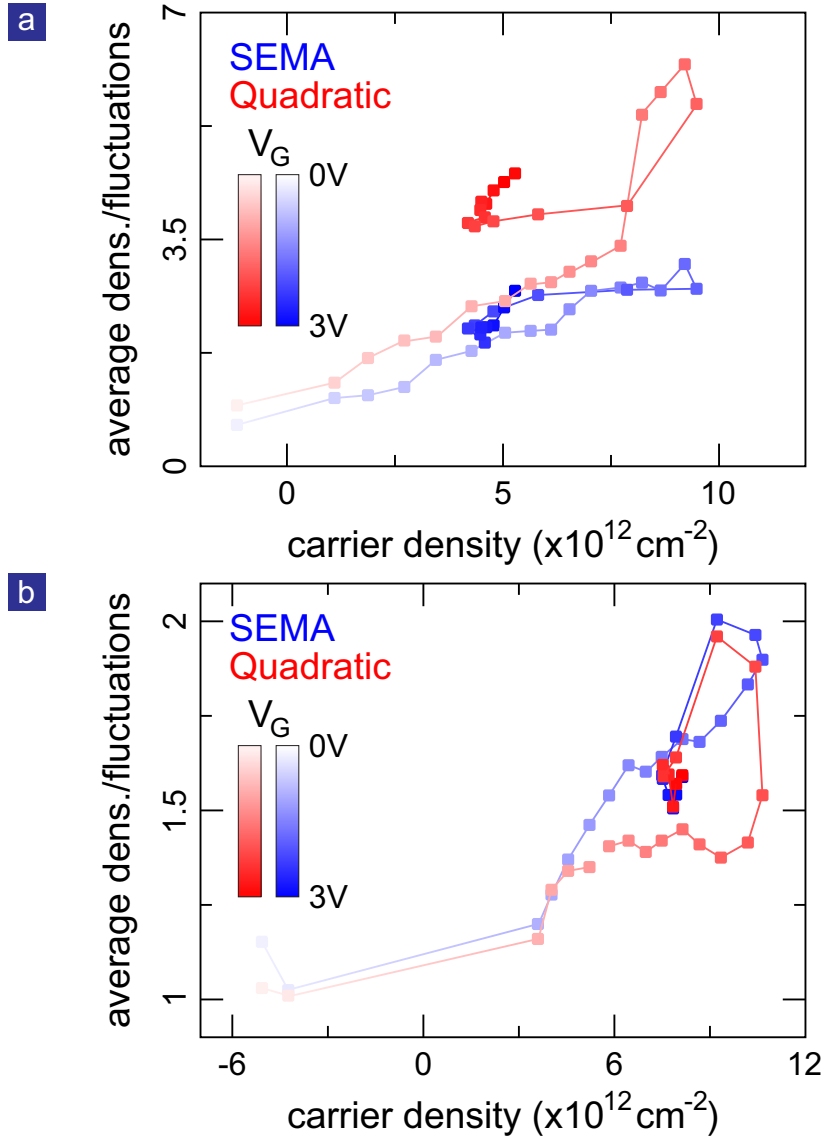 a
average dens./fluctuations
7
3.5
0
SEMA
Quadratic
V_G
0V
3V
0 5 10
carrier density (x10^12 cm^-2)
b
average dens./fluctuations
2
1.5
1
SEMA
Quadratic
V_G
0V
3V
-6 0 6 12
carrier density (x10^12 cm^-2)